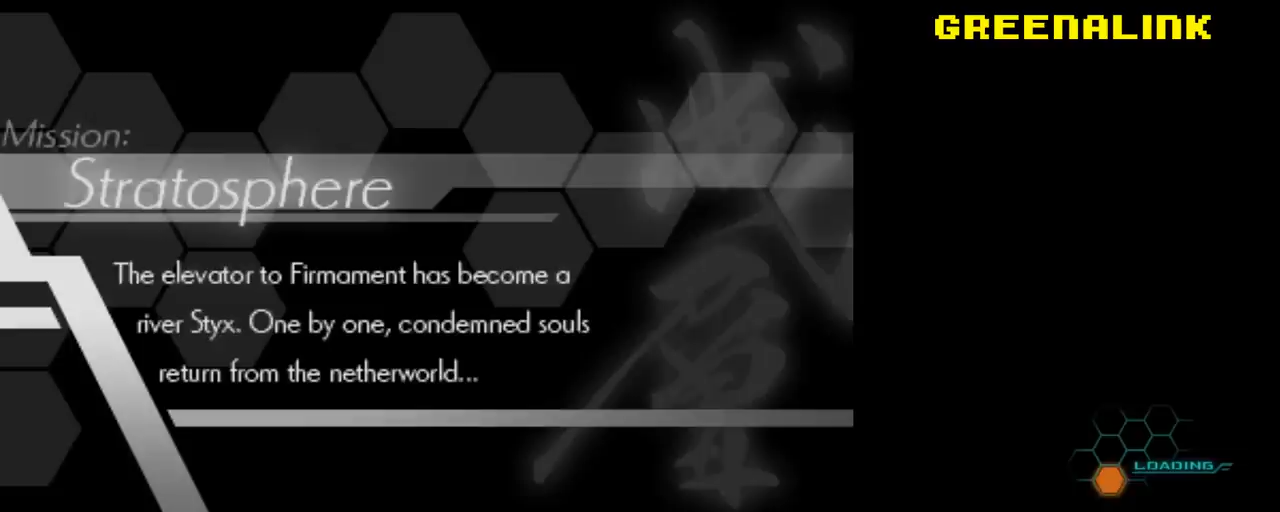 GREENALINK
Mission:
Stratosphere
The elevator to Firmament has become a
river Styx. One by one, condemned souls
return from the netherworld...
LOADING